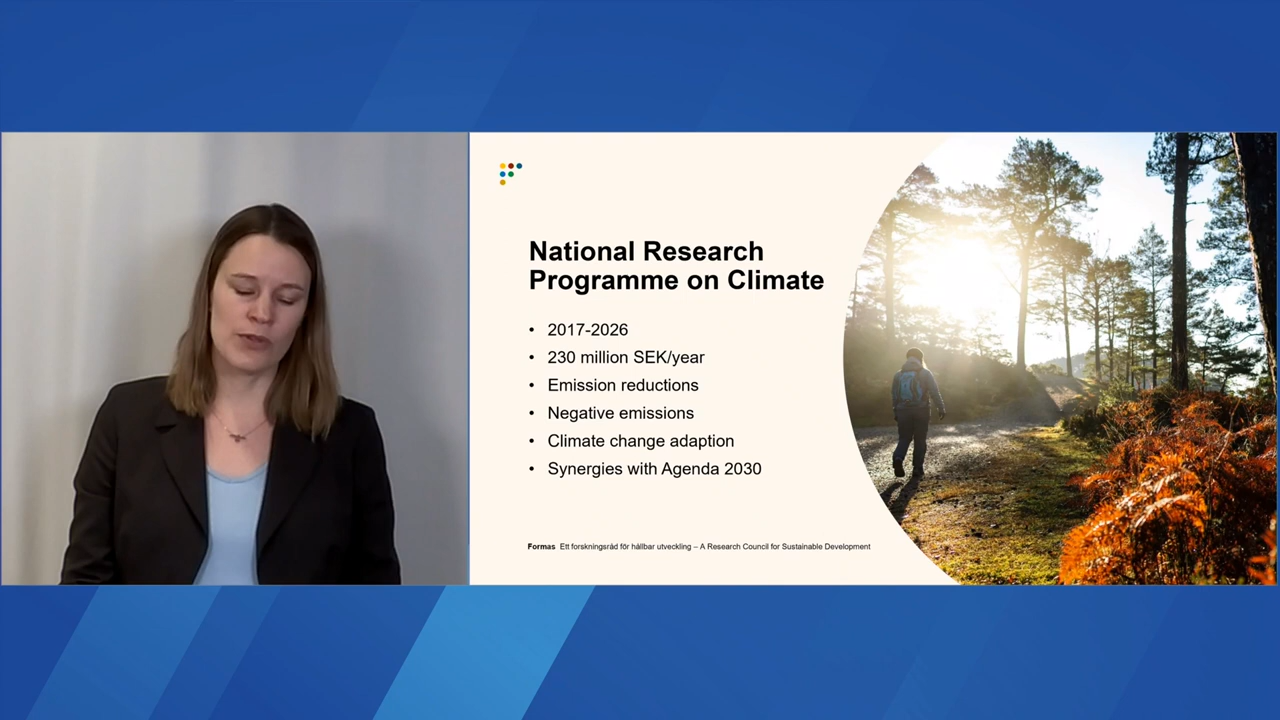 National Research
Programme on Climate
• 2017-2026
• 230 million SEK/year
• Emission reductions
• Negative emissions
• Climate change adaption
• Synergies with Agenda 2030
Formas Ett forskningsråd för hållbar utveckling – A Research Council for Sustainable Development